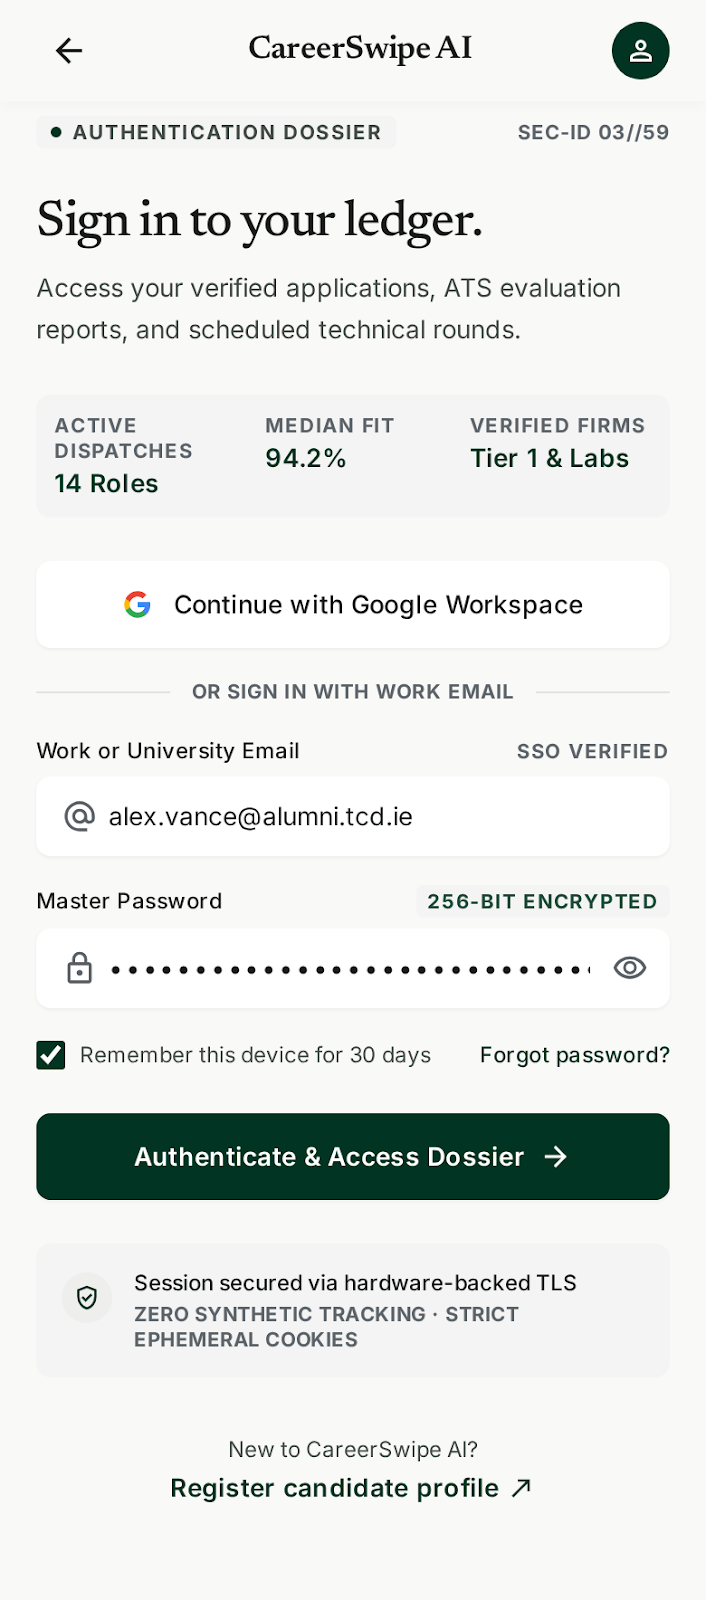 CareerSwipe AI
AUTHENTICATION DOSSIER
SEC-ID 03//59
Sign in to your ledger.
Access your verified applications, ATS evaluation
reports, and scheduled technical rounds.
ACTIVE
DISPATCHES
14 Roles
MEDIAN FIT
94.2%
VERIFIED FIRMS
Tier 1 & Labs
Continue with Google Workspace
OR SIGN IN WITH WORK EMAIL
Work or University Email
SSO VERIFIED
alex.vance@alumni.tcd.ie
Master Password
256-BIT ENCRYPTED
Remember this device for 30 days
Forgot password?
Authenticate & Access Dossier →
Session secured via hardware-backed TLS
ZERO SYNTHETIC TRACKING · STRICT
EPHEMERAL COOKIES
New to CareerSwipe AI?
Register candidate profile ↗